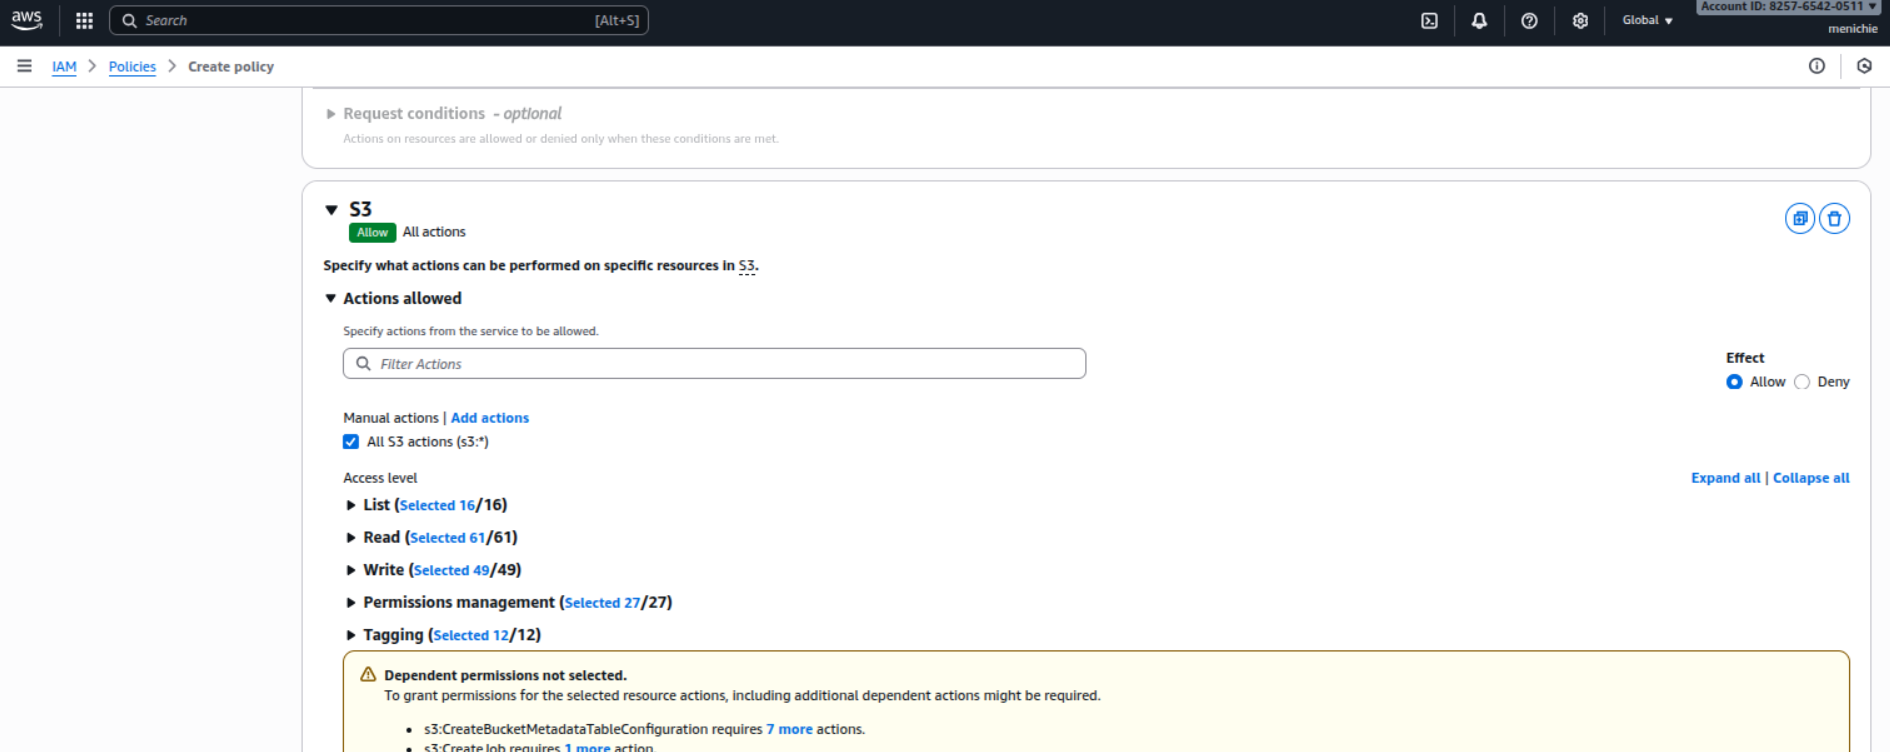 aws
Search [Alt+S]
Global
Account ID: 8257-6542-0511
menichie
IAM > Policies > Create policy
Request conditions - optional
Actions on resources are allowed or denied only when these conditions are met.
S3
Allow All actions
Specify what actions can be performed on specific resources in S3.
Actions allowed
Specify actions from the service to be allowed.
Filter Actions
Effect
Allow Deny
Manual actions | Add actions
All S3 actions (s3:*)
Access level
Expand all | Collapse all
List (Selected 16/16)
Read (Selected 61/61)
Write (Selected 49/49)
Permissions management (Selected 27/27)
Tagging (Selected 12/12)
Dependent permissions not selected.
To grant permissions for the selected resource actions, including additional dependent actions might be required.
s3:CreateBucketMetadataTableConfiguration requires 7 more actions.
s3:CreateJob requires 1 more action.